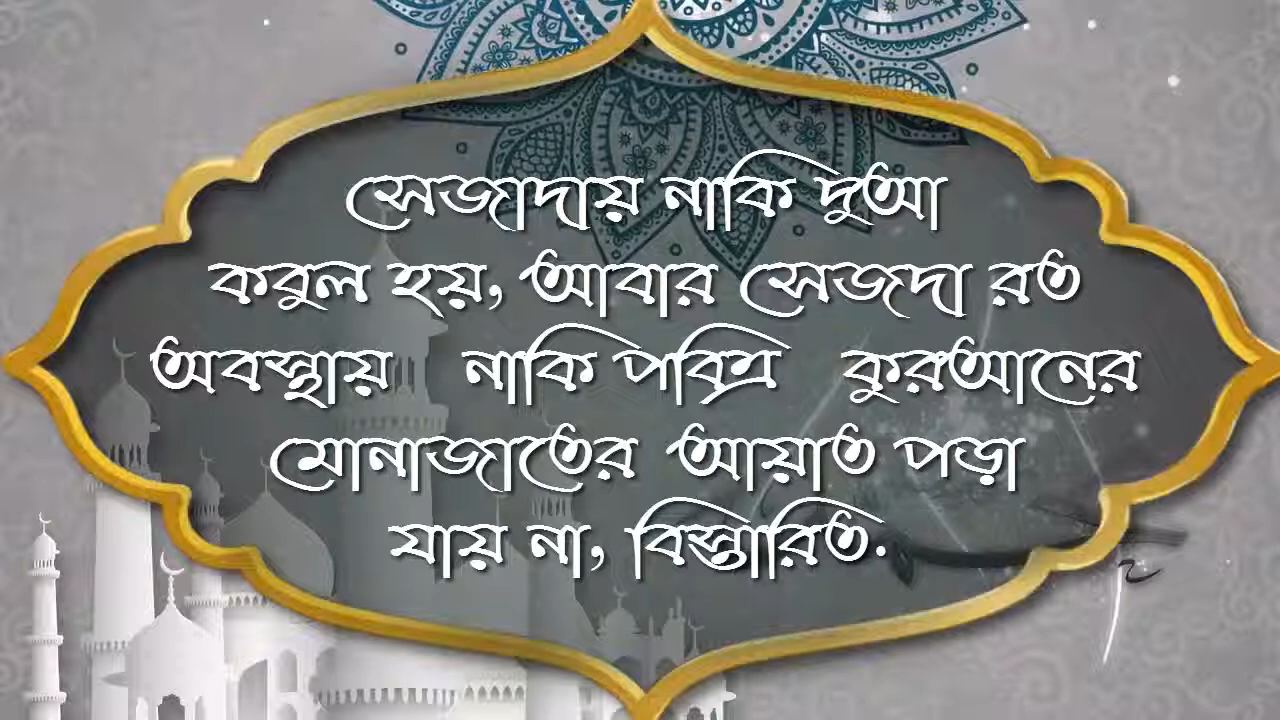 সেজাদায় নাকি দুআ
কবুল হয়, আবার সেজদা রত
অবস্থায় নাকি পবিত্র কুরআনের
মোনাজাতের আয়াত পড়া
যায় না, বিস্তারিত.